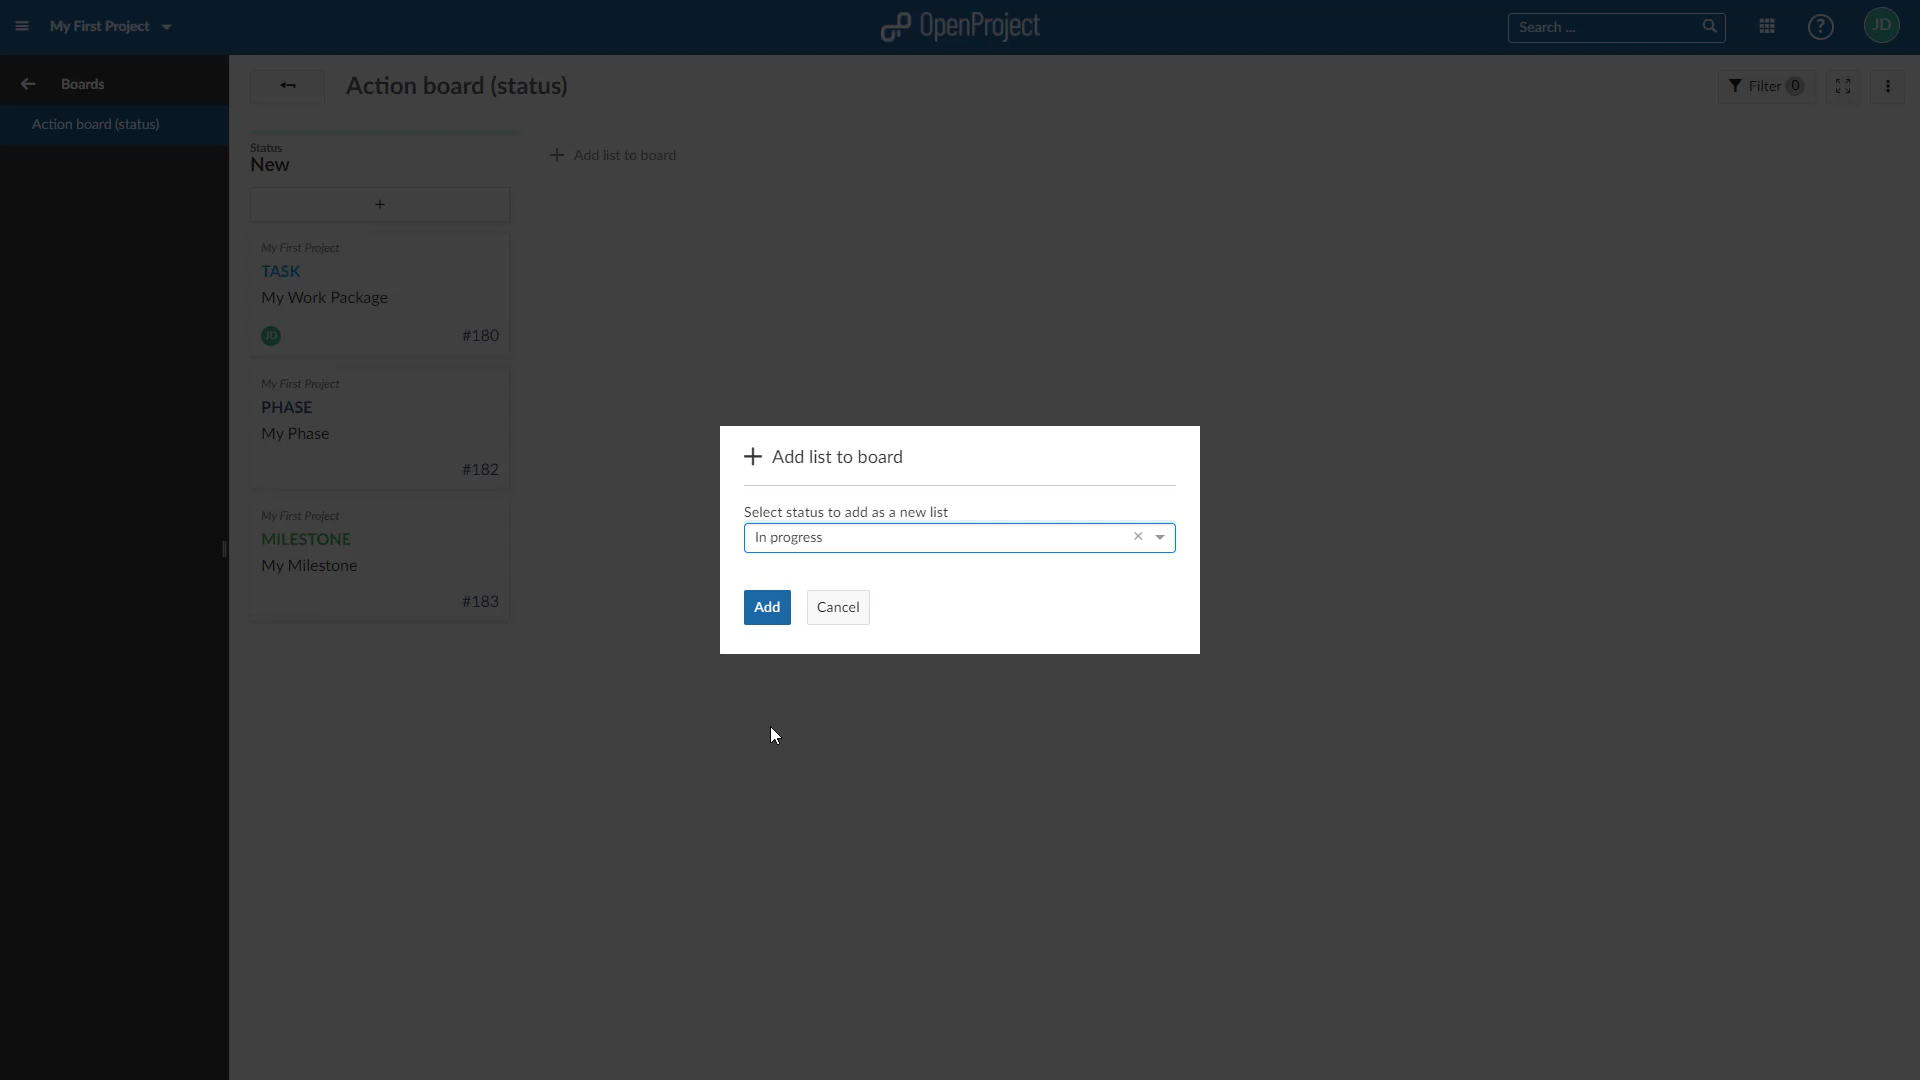 My First Project
OpenProject
Search ...
JD
Boards
Action board (status)
Action board (status)
Filter 0
Status
New
+ Add list to board
+
My First Project
TASK
My Work Package
JD
#180
My First Project
PHASE
My Phase
#182
My First Project
MILESTONE
My Milestone
#183
+ Add list to board
Select status to add as a new list
In progress
Add
Cancel